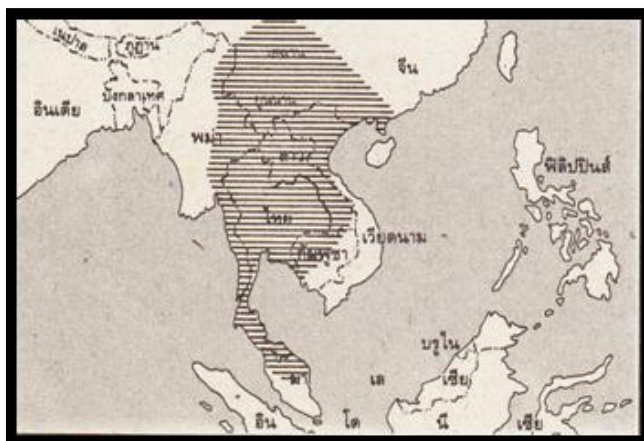 เนปาล
ภูฏาน
จีน
บังกลาเทศ
อินเดีย
พม่า
ลาว
ไทย
กัมพูชา
เวียดนาม
ฟิลิปปินส์
บรูไน
มา เล เซีย
อิน โด นี เซีย